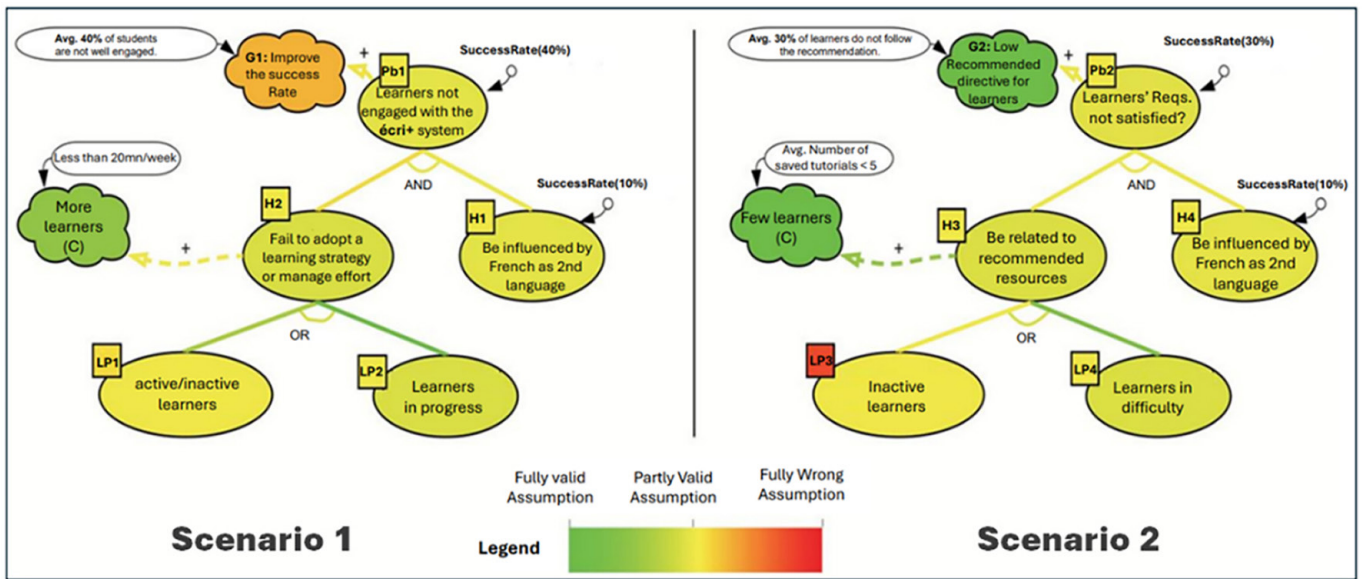 Avg. 40% of students
are not well engaged.
G1: Improve
the success
Rate
+
Pb1
SuccessRate(40%)
Learners not
engaged with the
écri+ system
Less than 20mn/week
AND
SuccessRate(10%)
More
learners
(C)
+
H2
Fail to adopt a
learning strategy
or manage effort
H1
Be influenced by
French as 2nd
language
OR
LP1
active/inactive
learners
LP2
Learners
in progress
Avg. 30% of learners do not follow
the recommendation.
G2: Low
Recommended
directive for
learners
+
Pb2
SuccessRate(30%)
Learners' Reqs.
not satisfied?
Avg. Number of
saved tutorials < 5
AND
SuccessRate(10%)
Few learners
(C)
+
H3
Be related to
recommended
resources
H4
Be influenced by
French as 2nd
language
OR
LP3
Inactive
learners
LP4
Learners in
difficulty
Fully valid
Assumption
Partly Valid
Assumption
Fully Wrong
Assumption
Scenario 1
Legend
Scenario 2